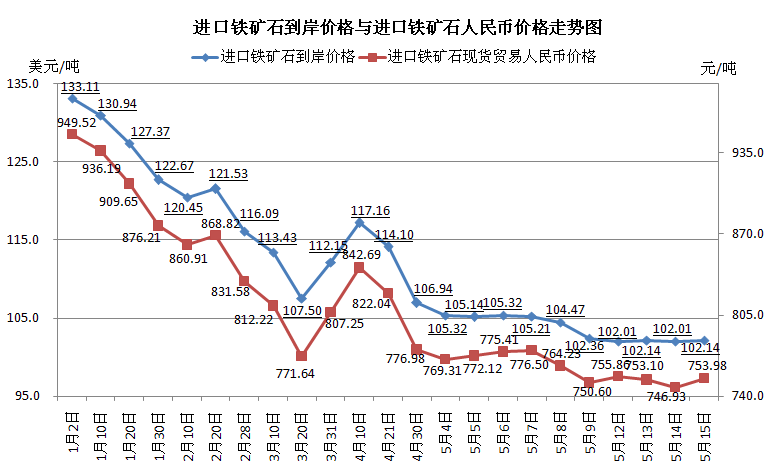 进口铁矿石到岸价格与进口铁矿石人民币价格走势图
进口铁矿石到岸价格 进口铁矿石现货贸易人民币价格
美元/吨 元/吨
135.0
125.0
115.0
105.0
95.0
133.11
130.94
127.37
122.67
120.45
121.53
116.09
113.43
107.50
112.15
117.16
114.10
106.94
105.32
105.14
105.32
105.21
104.47
102.36
102.01
102.14
102.01
102.14
949.52
936.19
909.65
876.21
860.91
868.82
831.58
812.22
771.64
807.25
842.69
822.04
776.98
769.31
772.12
775.41
776.50
764.23
750.60
755.86
753.10
746.93
753.98
935.0
870.0
805.0
740.0
1月2日
1月10日
1月20日
1月30日
2月10日
2月20日
2月28日
3月10日
3月20日
3月31日
4月10日
4月21日
4月30日
5月4日
5月5日
5月6日
5月7日
5月8日
5月9日
5月12日
5月13日
5月14日
5月15日